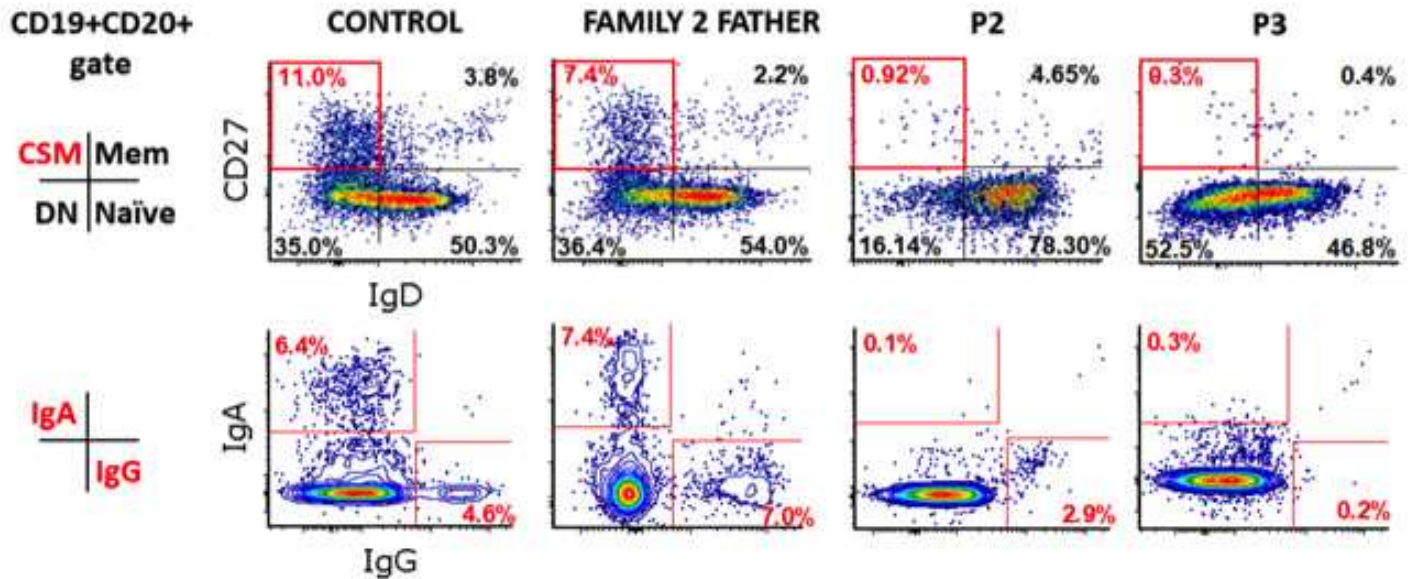 CD19+CD20+
gate
CONTROL
FAMILY 2 FATHER
P2
P3
CSM Mem
DN Naïve
CD27
11.0% 3.8%
35.0% 50.3%
7.4% 2.2%
36.4% 54.0%
0.92% 4.65%
16.14% 78.30%
0.3% 0.4%
52.5% 46.8%
IgD
IgA
IgG
IgA
6.4%
4.6%
7.4%
7.0%
0.1%
2.9%
0.3%
0.2%
IgG